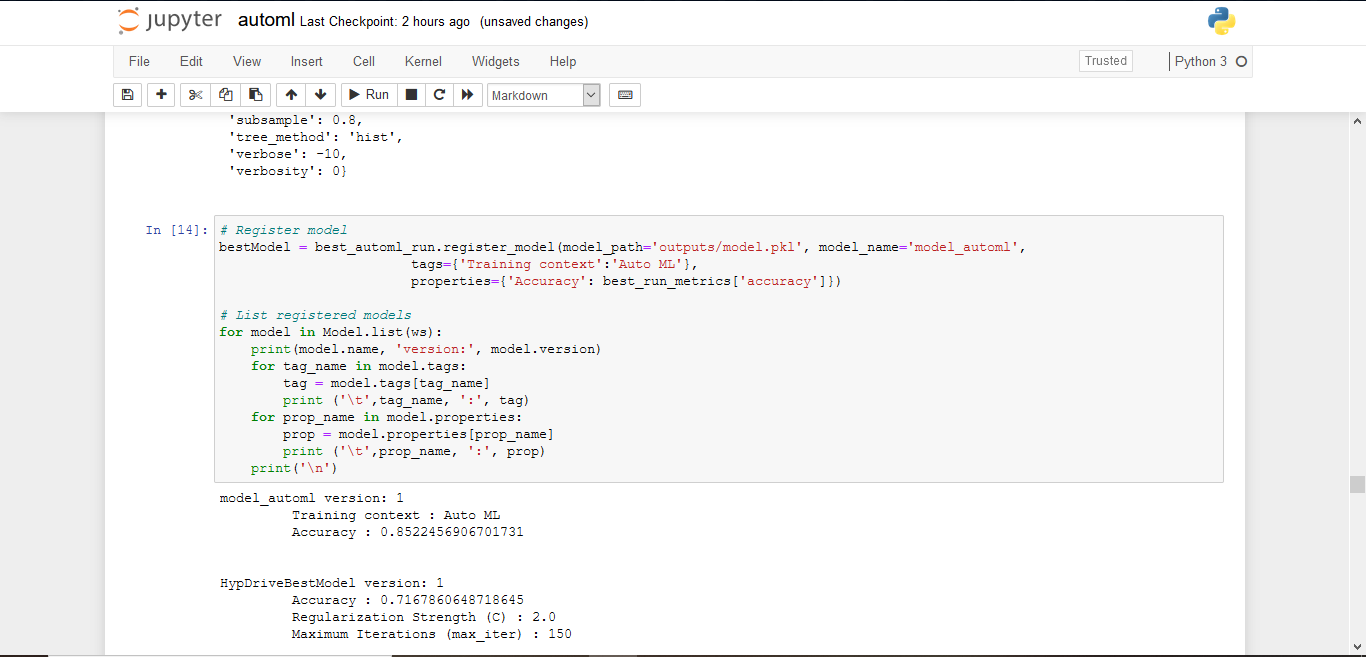 jupyter automl Last Checkpoint: 2 hours ago (unsaved changes)
File Edit View Insert Cell Kernel Widgets Help Trusted Python 3
Run Markdown
'subsample': 0.8,
'tree_method': 'hist',
'verbose': -10,
'verbosity': 0}
In [14]: # Register model
bestModel = best_automl_run.register_model(model_path='outputs/model.pkl', model_name='model_automl',
tags={'Training context':'Auto ML'},
properties={'Accuracy': best_run_metrics['accuracy']})
# List registered models
for model in Model.list(ws):
print(model.name, 'version:', model.version)
for tag_name in model.tags:
tag = model.tags[tag_name]
print ('\t',tag_name, ':', tag)
for prop_name in model.properties:
prop = model.properties[prop_name]
print ('\t',prop_name, ':', prop)
print('\n')
model_automl version: 1
Training context : Auto ML
Accuracy : 0.8522456906701731
HypDriveBestModel version: 1
Accuracy : 0.7167860648718645
Regularization Strength (C) : 2.0
Maximum Iterations (max_iter) : 150